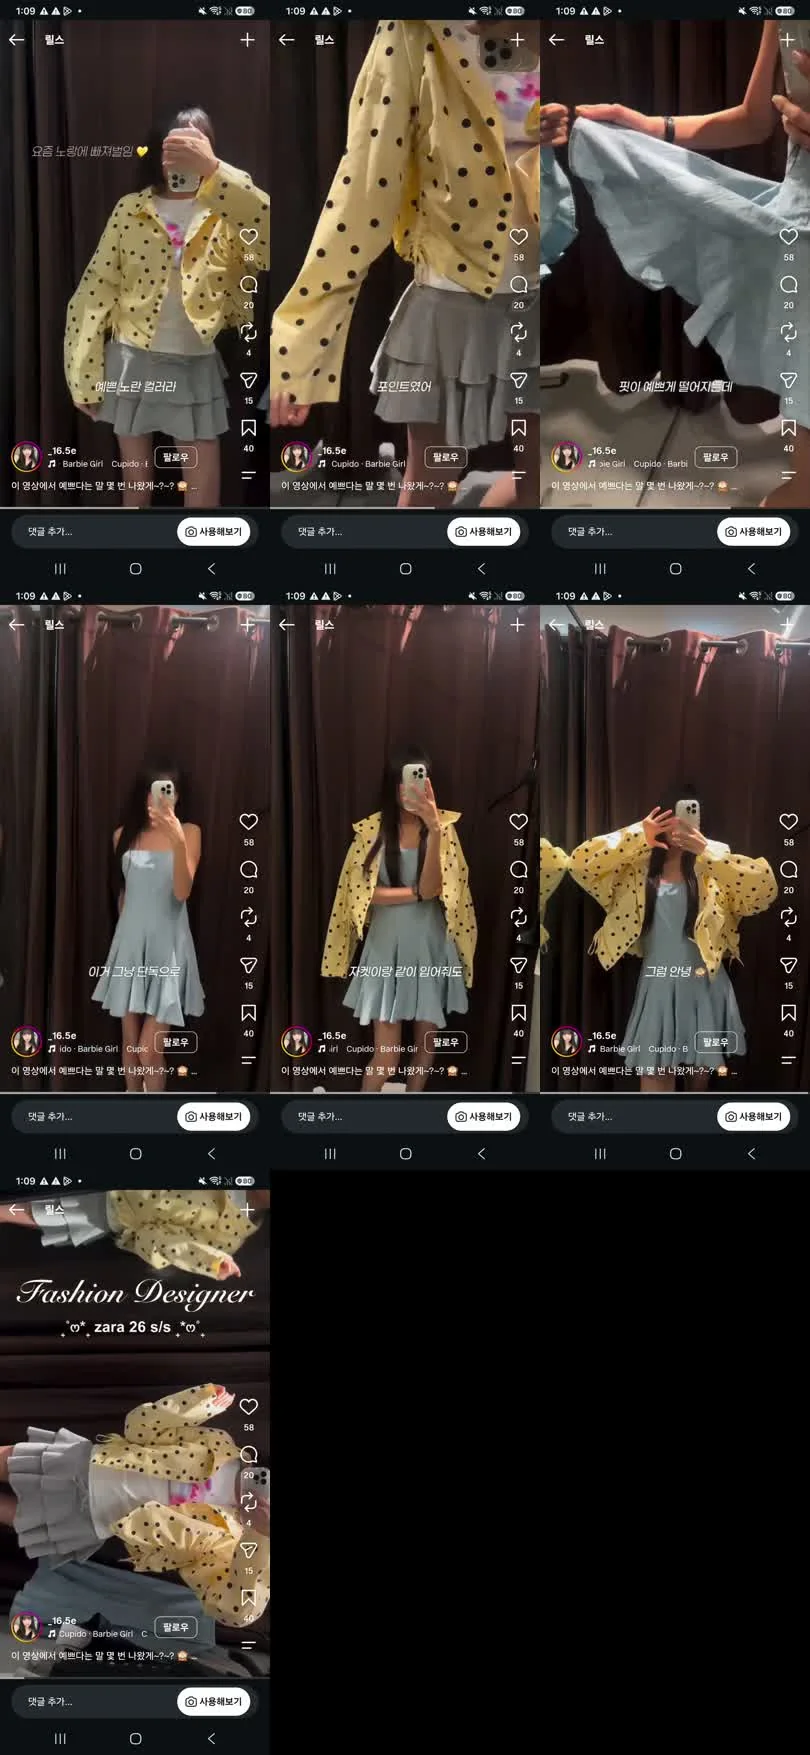 1:09
80
릴스
요즘 노랑에 빠져벌임 💛
58
20
4
예쁜 노란 컬러라
15
40
_16.5e
Barbie Girl Cupido · E
팔로우
이 영상에서 예쁘다는 말 몇 번 나왔게~?~? ...
댓글 추가...
사용해보기
1:09
80
릴스
58
20
4
포인트였어
15
40
_16.5e
Cupido · Barbie Girl
팔로우
이 영상에서 예쁘다는 말 몇 번 나왔게~?~? ...
댓글 추가...
사용해보기
1:09
80
릴스
58
20
4
핏이 예쁘게 떨어지는데
15
40
_16.5e
ɔie Girl Cupido · Barbi
팔로우
이 영상에서 예쁘다는 말 몇 번 나왔게~?~? ...
댓글 추가...
사용해보기
1:09
80
릴스
58
20
4
이거 그냥 단독으로
15
40
_16.5e
ido · Barbie Girl Cupic
팔로우
이 영상에서 예쁘다는 말 몇 번 나왔게~?~? ...
댓글 추가...
사용해보기
1:09
80
릴스
58
20
4
자켓이랑 같이 입어줘도
15
40
_16.5e
irl Cupido · Barbie Gir
팔로우
이 영상에서 예쁘다는 말 몇 번 나왔게~?~? ...
댓글 추가...
사용해보기
1:09
80
릴스
58
20
4
그럼 안녕
15
40
_16.5e
Barbie Girl Cupido · B
팔로우
이 영상에서 예쁘다는 말 몇 번 나왔게~?~? ...
댓글 추가...
사용해보기
1:09
80
릴스
Fashion Designer
zara 26 s/s
58
20
4
15
40
_16.5e
Cupido · Barbie Girl C
팔로우
이 영상에서 예쁘다는 말 몇 번 나왔게~?~? ...
댓글 추가...
사용해보기